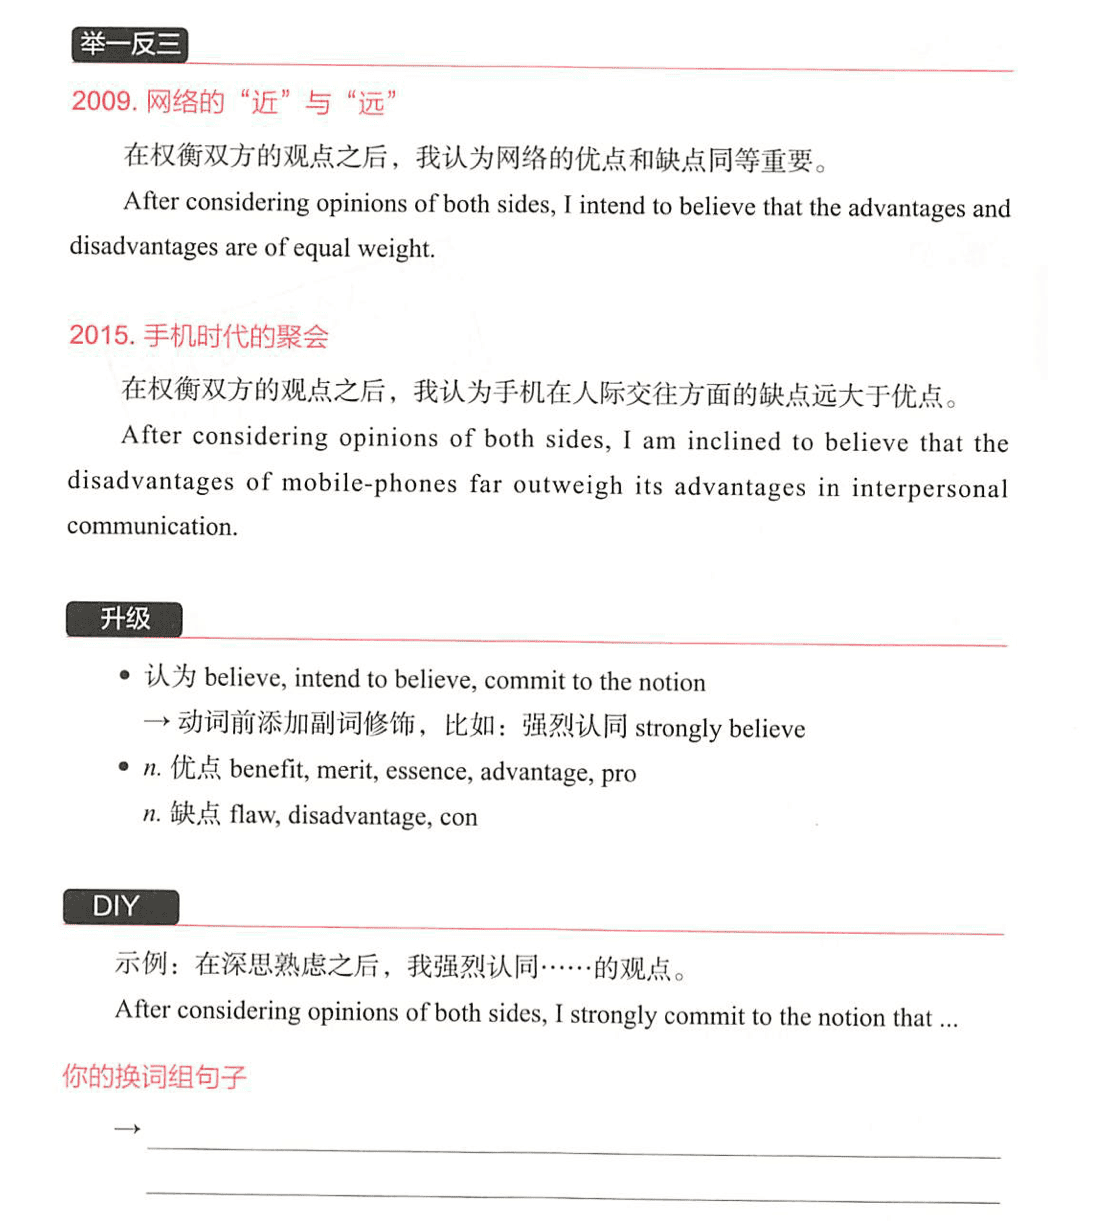 举一反三
2009. 网络的“近”与“远”
在权衡双方的观点之后，我认为网络的优点和缺点同等重要。
After considering opinions of both sides, I intend to believe that the advantages and
disadvantages are of equal weight.
2015. 手机时代的聚会
在权衡双方的观点之后，我认为手机在人际交往方面的缺点远大于优点。
After considering opinions of both sides, I am inclined to believe that the
disadvantages of mobile-phones far outweigh its advantages in interpersonal
communication.
升级
• 认为 believe, intend to believe, commit to the notion
→ 动词前添加副词修饰，比如：强烈认同 strongly believe
• n. 优点 benefit, merit, essence, advantage, pro
n. 缺点 flaw, disadvantage, con
DIY
示例：在深思熟虑之后，我强烈认同……的观点。
After considering opinions of both sides, I strongly commit to the notion that ...
你的换词组句子
→